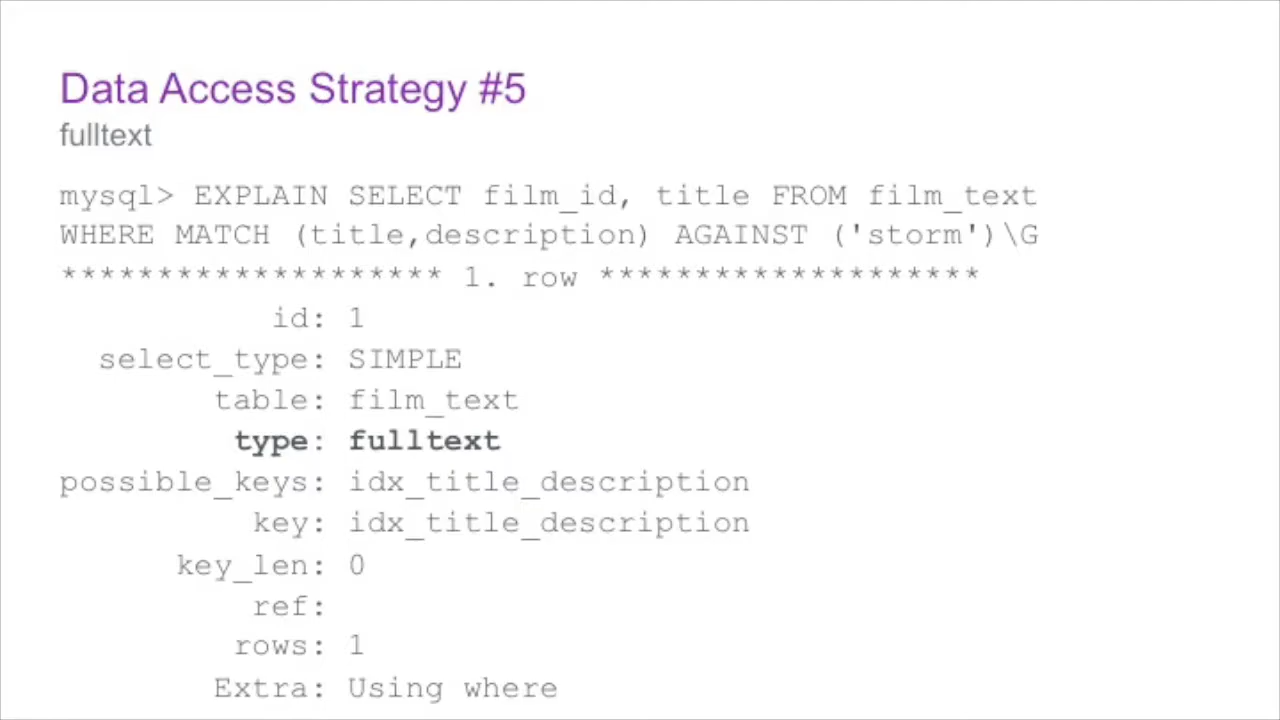 Data Access Strategy #5
fulltext
mysql> EXPLAIN SELECT film_id, title FROM film_text
WHERE MATCH (title,description) AGAINST ('storm')\G
******************** 1. row ********************
id: 1
select_type: SIMPLE
table: film_text
type: fulltext
possible_keys: idx_title_description
key: idx_title_description
key_len: 0
ref:
rows: 1
Extra: Using where